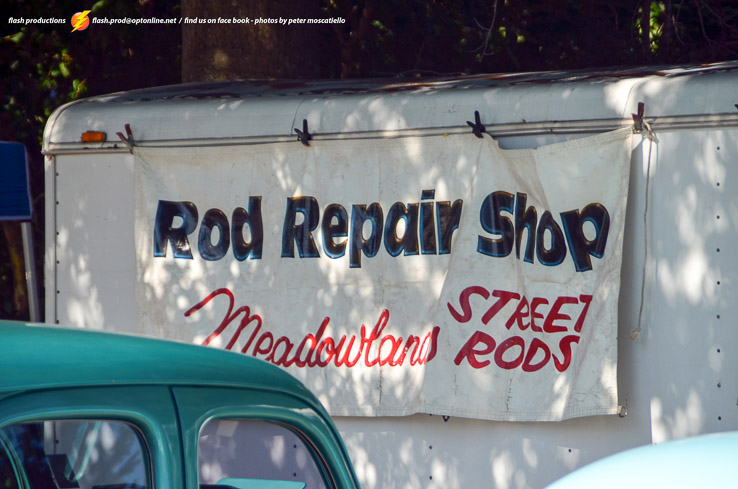 flash productions flash.prod@optonline.net / find us on face book - photos by peter moscatiello
Rod Repair Shop
Meadowlands STREET
RODS